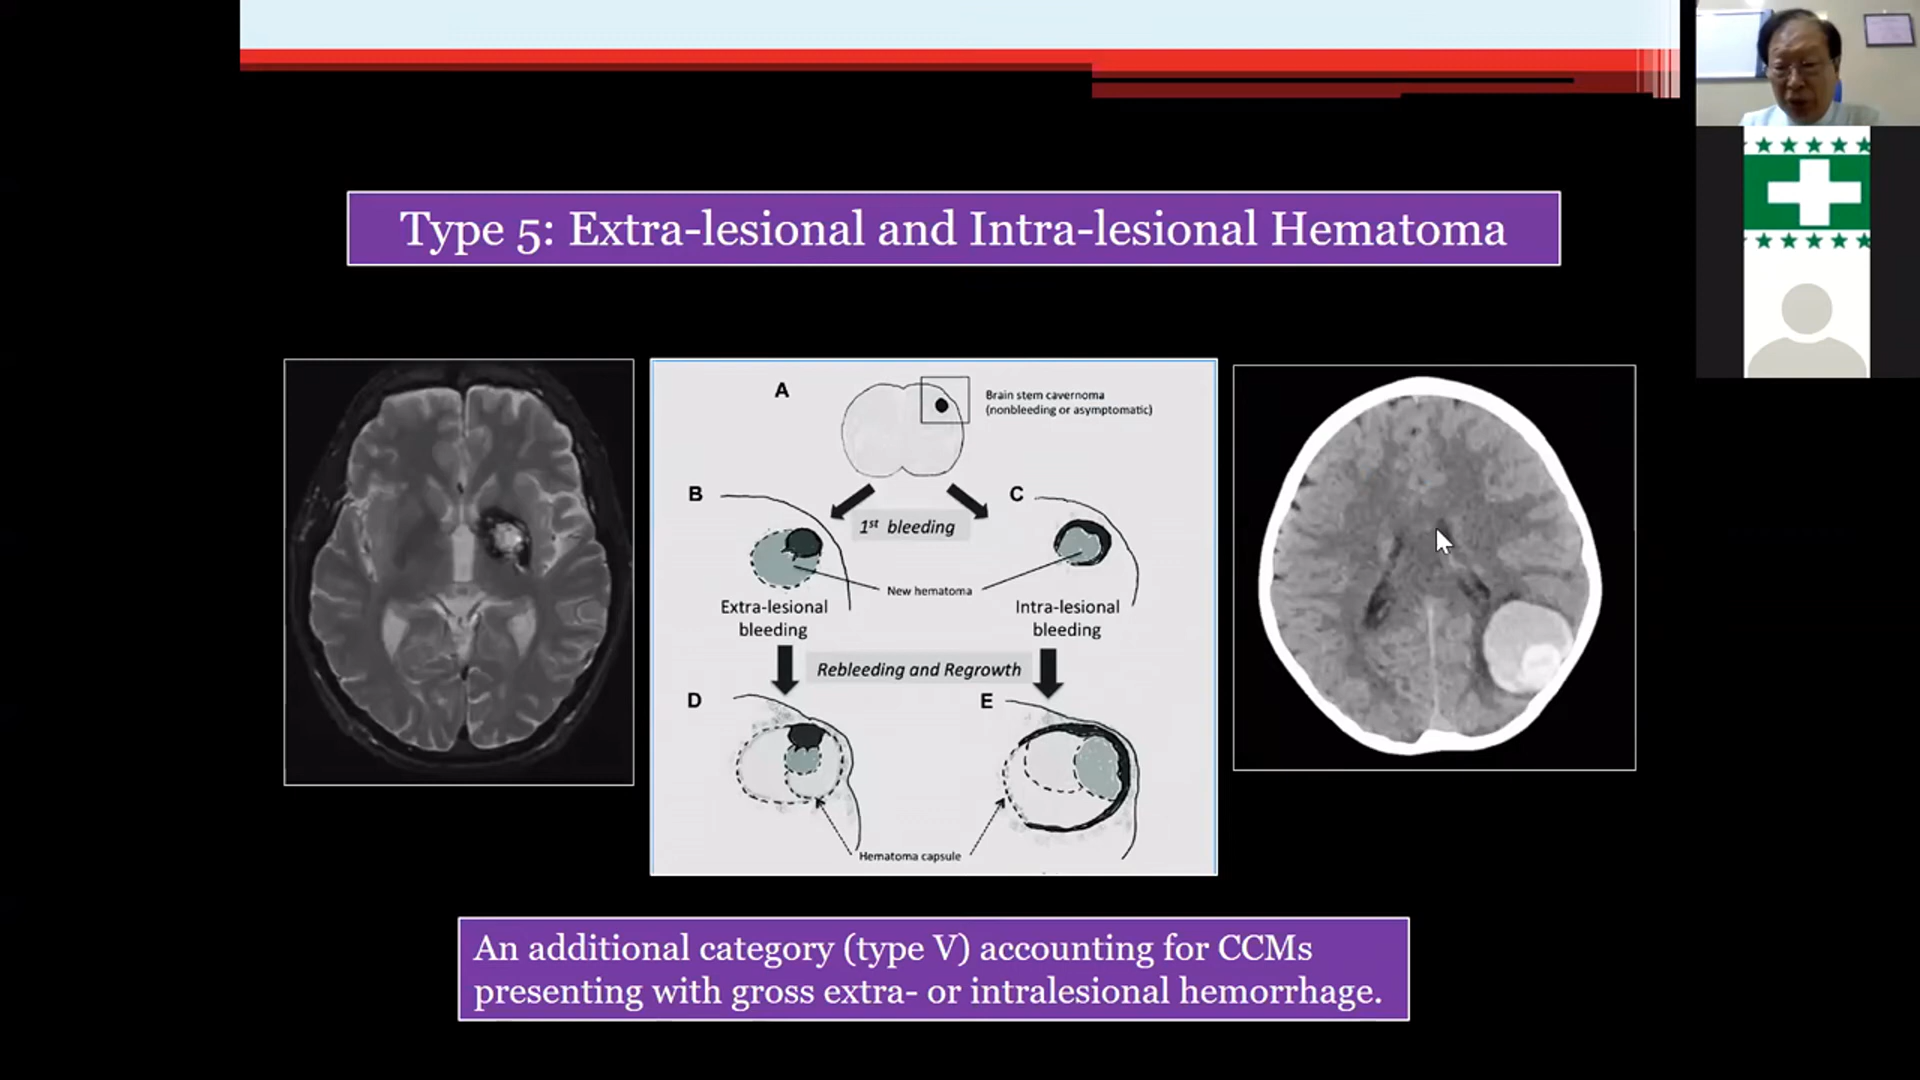 Type 5: Extra-lesional and Intra-lesional Hematoma
A
Brain stem cavernoma
(nonbleeding or asymptomatic)
B
C
1st bleeding
New hematoma
Extra-lesional
bleeding
Intra-lesional
bleeding
Rebleeding and Regrowth
D
E
Hematoma capsule
An additional category (type V) accounting for CCMs
presenting with gross extra- or intralesional hemorrhage.